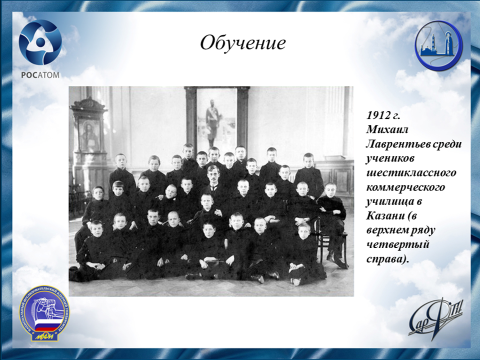 Обучение
РОСАТОМ
1912 г.
Михаил
Лаврентьев среди
учеников
шестиклассного
коммерческого
училища в
Казани (в
верхнем ряду
четвертый
справа).